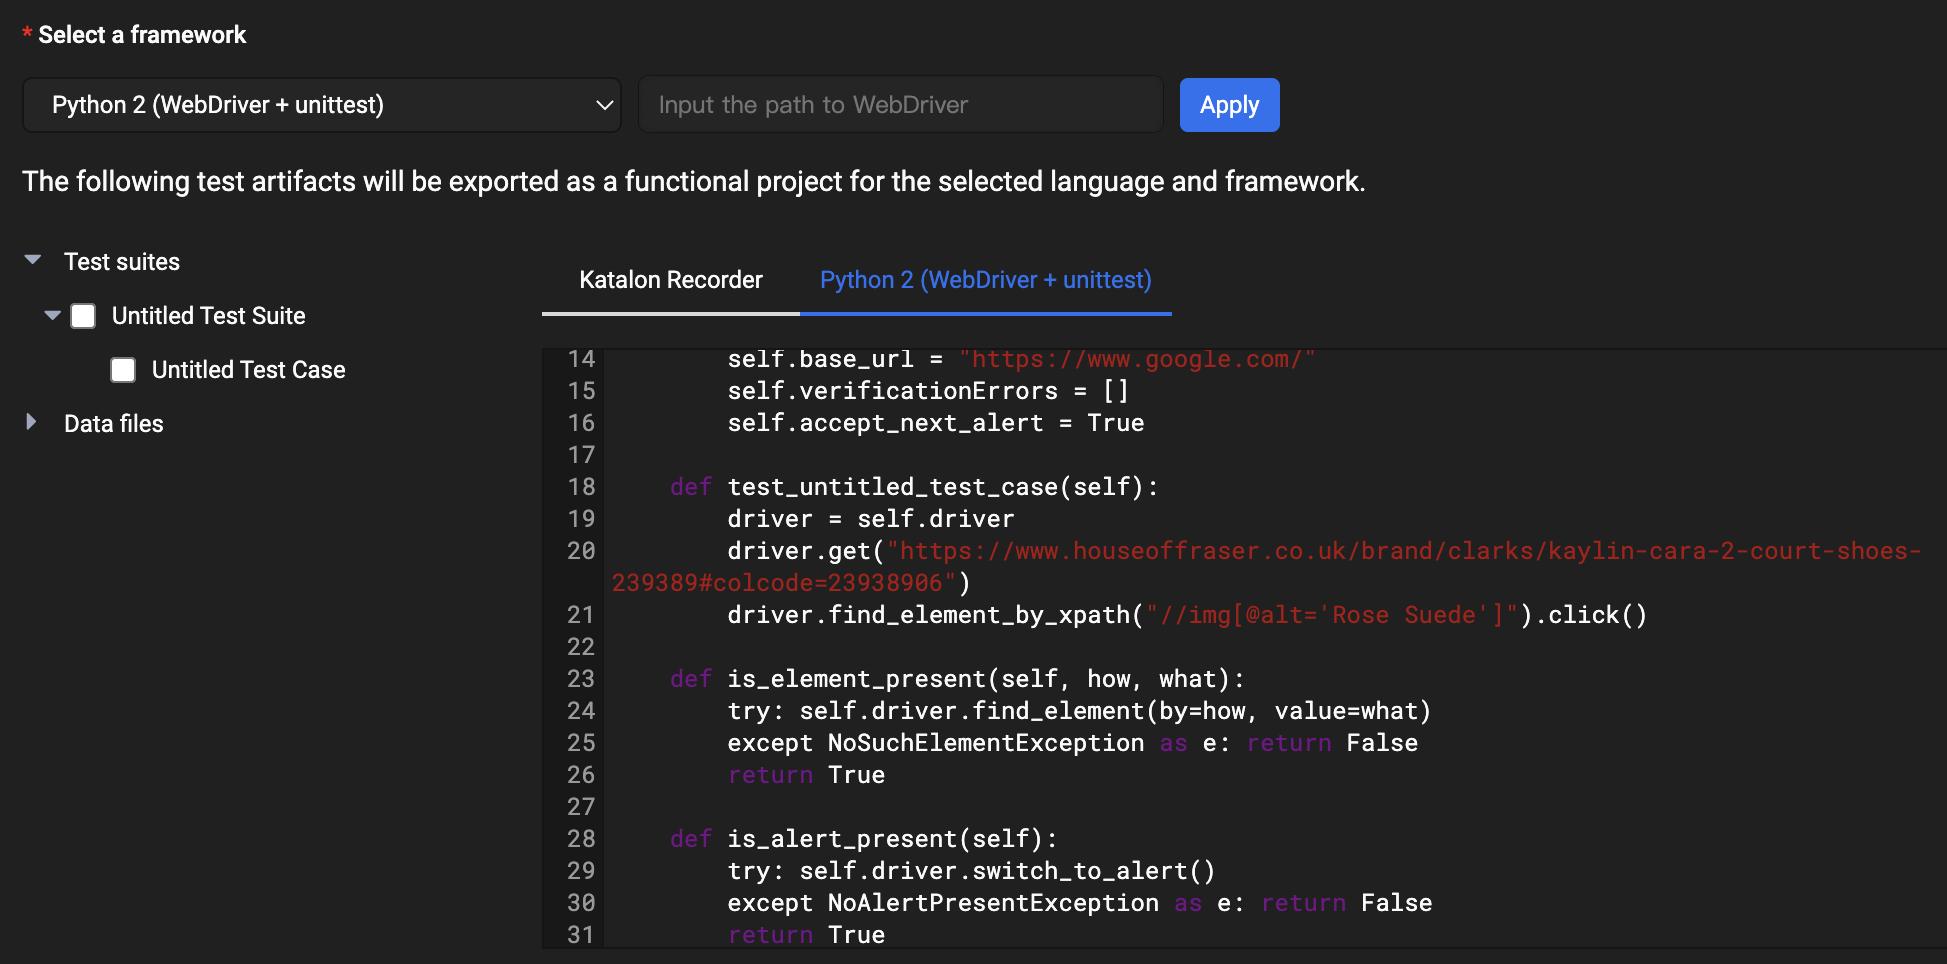 * Select a framework
Python 2 (WebDriver + unittest)
Input the path to WebDriver
Apply
The following test artifacts will be exported as a functional project for the selected language and framework.
Test suites
Untitled Test Suite
Untitled Test Case
Data files
Katalon Recorder
Python 2 (WebDriver + unittest)
14 self.base_url = "https://www.google.com/"
15 self.verificationErrors = []
16 self.accept_next_alert = True
17
18 def test_untitled_test_case(self):
19 driver = self.driver
20 driver.get("https://www.houseoffraser.co.uk/brand/clarks/kaylin-cara-2-court-shoes-
239389#colcode=23938906")
21 driver.find_element_by_xpath("//img[@alt='Rose Suede']").click()
22
23 def is_element_present(self, how, what):
24 try: self.driver.find_element(by=how, value=what)
25 except NoSuchElementException as e: return False
26 return True
27
28 def is_alert_present(self):
29 try: self.driver.switch_to_alert()
30 except NoAlertPresentException as e: return False
31 return True